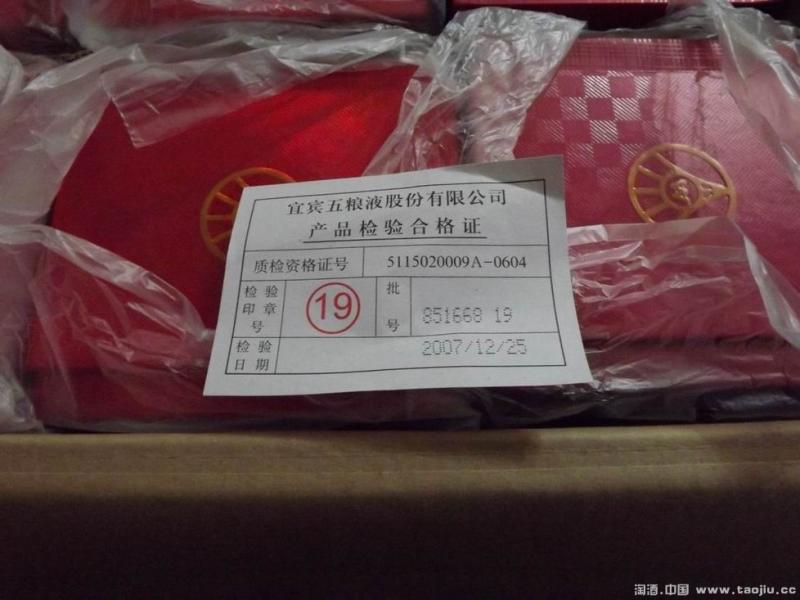 宜宾五粮液股份有限公司
产品检验合格证
质检资格证号 5115020009A-0604
检验印章号 19 批号 851668 19
检验日期 2007/12/25
淘酒.中国 www.taojiu.cc